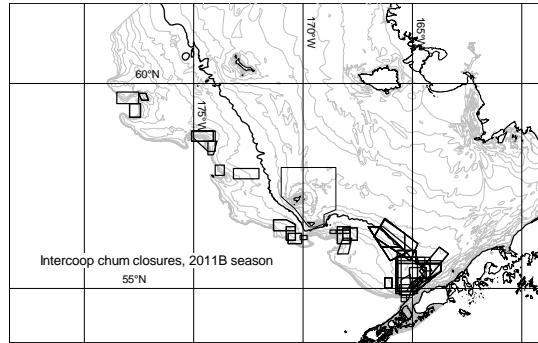 170°W
165°W
60°N
175°W
Intercoop chum closures, 2011B season
55°N